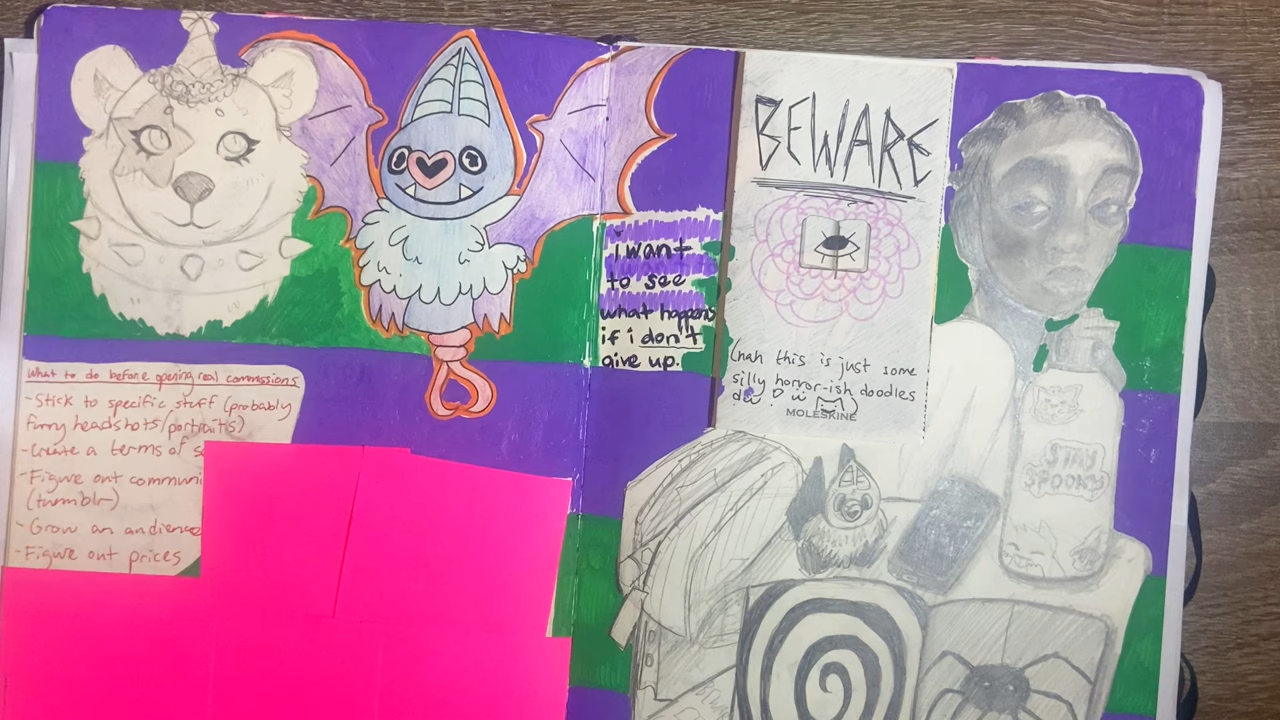 What to do before opening real commissions
- Stick to specific stuff (probably
furry headshots/portraits)
- Create a terms of s
- Figure out communi
(tumblr)
- Grow an audience
- Figure out prices
i want
to see
what happens
if i don't
give up.
BEWARE
(nah this is just some
silly horror-ish doodles
MOLESKINE
STAY
SPOOKY